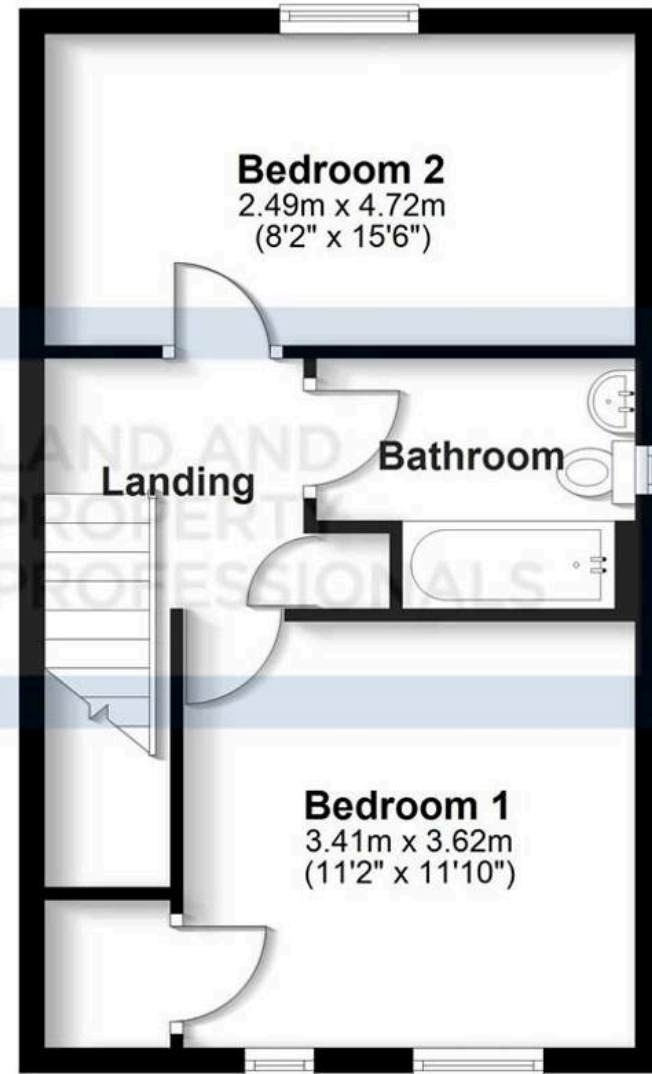 Bedroom 2
2.49m x 4.72m
(8'2" x 15'6")
LAND AND
PROPERTY
PROFESSIONALS
Landing
Bathroom
Bedroom 1
3.41m x 3.62m
(11'2" x 11'10")